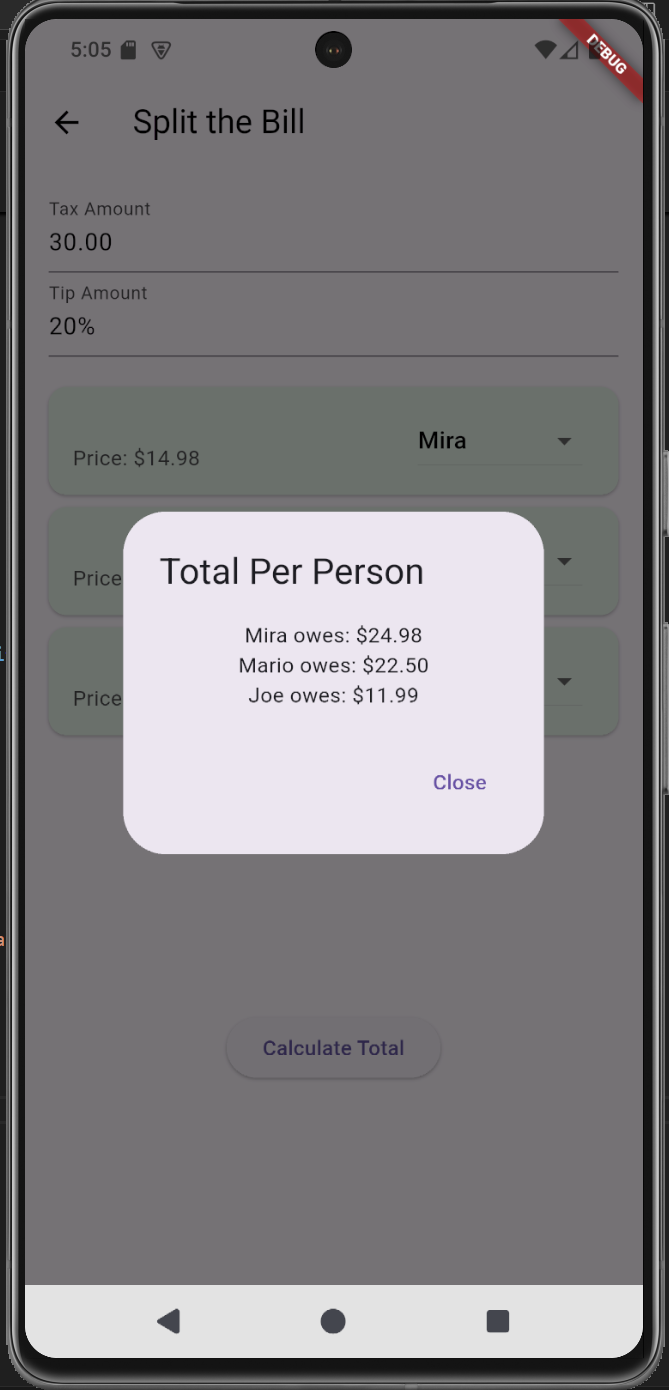 5:05
DEBUG
Split the Bill
Tax Amount
30.00
Tip Amount
20%
Mira
Price: $14.98
Price
Price
Total Per Person
Mira owes: $24.98
Mario owes: $22.50
Joe owes: $11.99
Close
Calculate Total